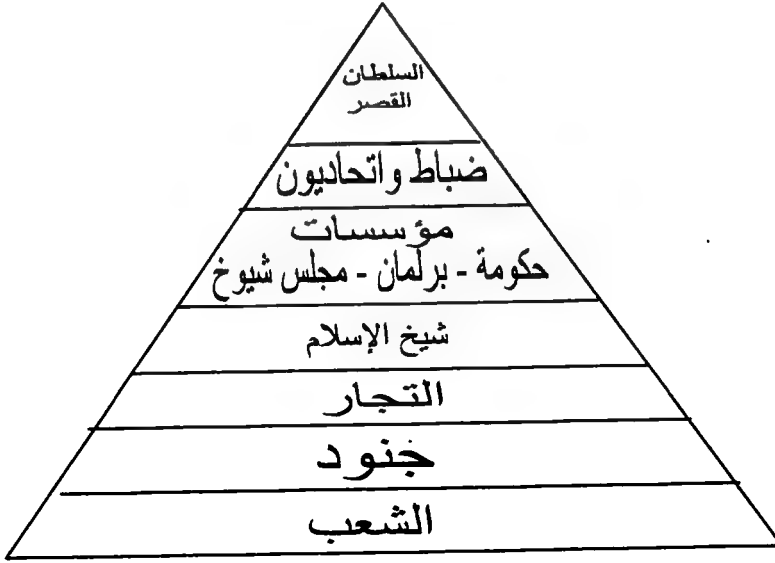 السلطان
القصر
ضباط واتحاديون
مؤسسات
حكومة - برلمان - مجلس شيوخ
شيخ الإسلام
التجار
جنود
الشعب